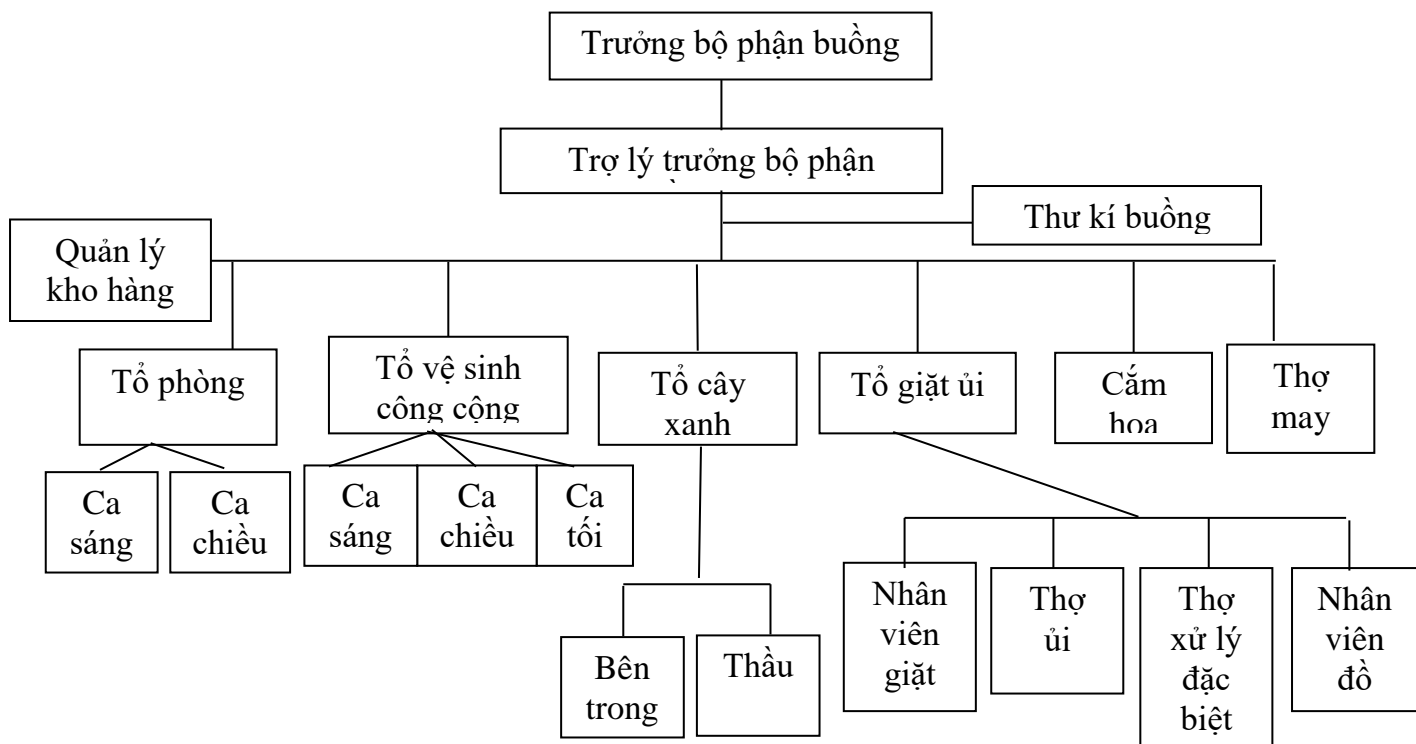 Trưởng bộ phận buồng
Trợ lý trưởng bộ phận
Thư kí buồng
Quản lý
kho hàng
Tổ phòng
Tổ vệ sinh
công cộng
Tổ cây
xanh
Tổ giặt ủi
Cắm
hoa
Thợ
may
Ca
sáng
Ca
chiều
Ca
sáng
Ca
chiều
Ca
tối
Bên
trong
Thầu
Nhân
viên
giặt
Thợ
ủi
Thợ
xử lý
đặc
biệt
Nhân
viên
đồ